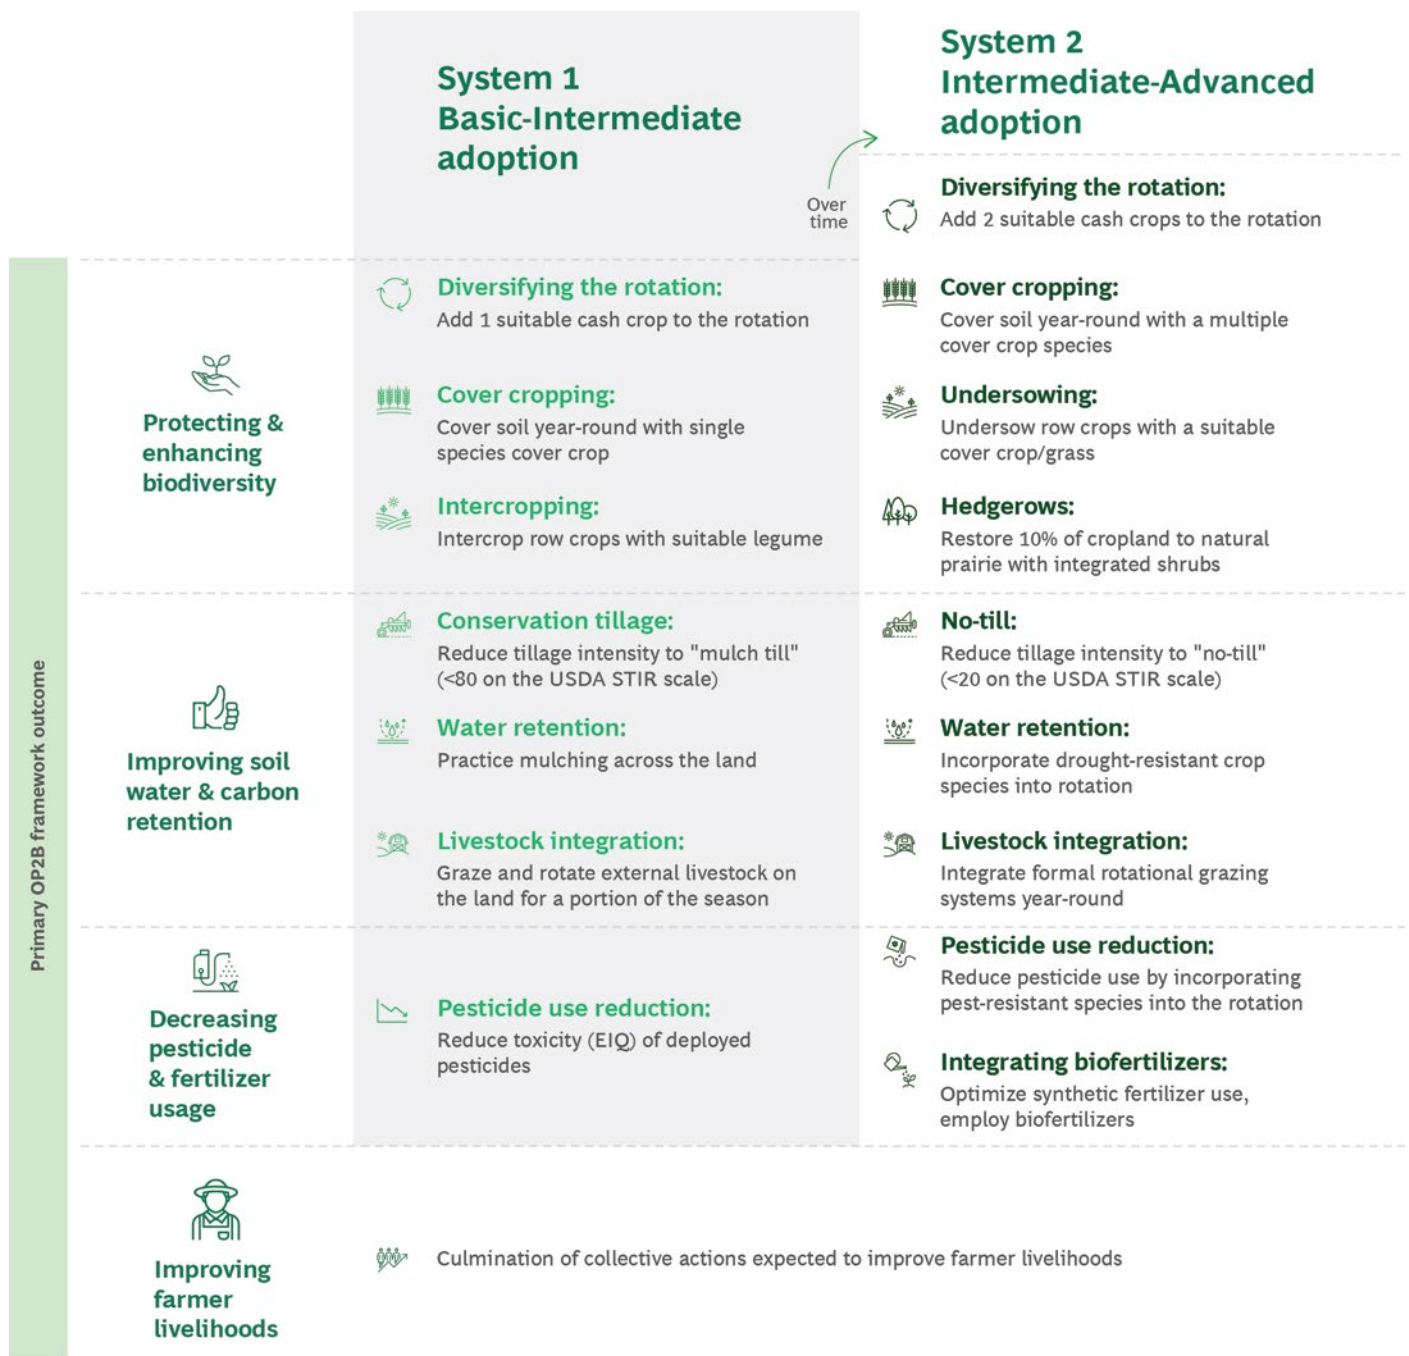 System 1
Basic-Intermediate
adoption
System 2
Intermediate-Advanced
adoption
Over
time
Diversifying the rotation:
Add 2 suitable cash crops to the rotation
Primary OP2B framework outcome
Protecting &
enhancing
biodiversity
Diversifying the rotation:
Add 1 suitable cash crop to the rotation
Cover cropping:
Cover soil year-round with single
species cover crop
Intercropping:
Intercrop row crops with suitable legume
Cover cropping:
Cover soil year-round with a multiple
cover crop species
Undersowing:
Undersow row crops with a suitable
cover crop/grass
Hedgerows:
Restore 10% of cropland to natural
prairie with integrated shrubs
Improving soil
water & carbon
retention
Conservation tillage:
Reduce tillage intensity to "mulch till"
(<80 on the USDA STIR scale)
Water retention:
Practice mulching across the land
Livestock integration:
Graze and rotate external livestock on
the land for a portion of the season
No-till:
Reduce tillage intensity to "no-till"
(<20 on the USDA STIR scale)
Water retention:
Incorporate drought-resistant crop
species into rotation
Livestock integration:
Integrate formal rotational grazing
systems year-round
Decreasing
pesticide
& fertilizer
usage
Pesticide use reduction:
Reduce toxicity (EIQ) of deployed
pesticides
Pesticide use reduction:
Reduce pesticide use by incorporating
pest-resistant species into the rotation
Integrating biofertilizers:
Optimize synthetic fertilizer use,
employ biofertilizers
Improving
farmer
livelihoods
Culmination of collective actions expected to improve farmer livelihoods